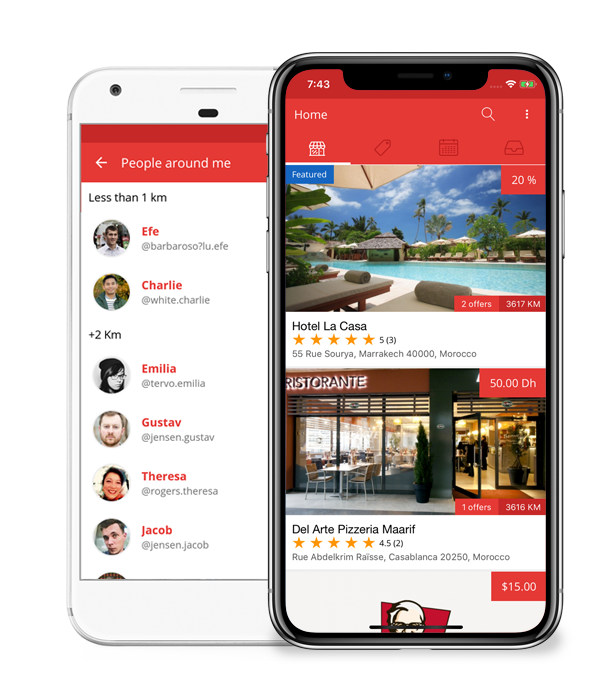 People around me
Less than 1 km
Efe
@barbaroso?lu.efe
Charlie
@white.charlie
+2 Km
Emilia
@tervo.emilia
Gustav
@jensen.gustav
Theresa
@rogers.theresa
Jacob
@jensen.jacob
7:43
Home
Featured
20 %
2 offers 3617 KM
Hotel La Casa
5 (3)
55 Rue Sourya, Marrakech 40000, Morocco
RISTORANTE
50.00 Dh
1 offers 3616 KM
Del Arte Pizzeria Maarif
4.5 (2)
Rue Abdelkrim Raïsse, Casablanca 20250, Morocco
$15.00